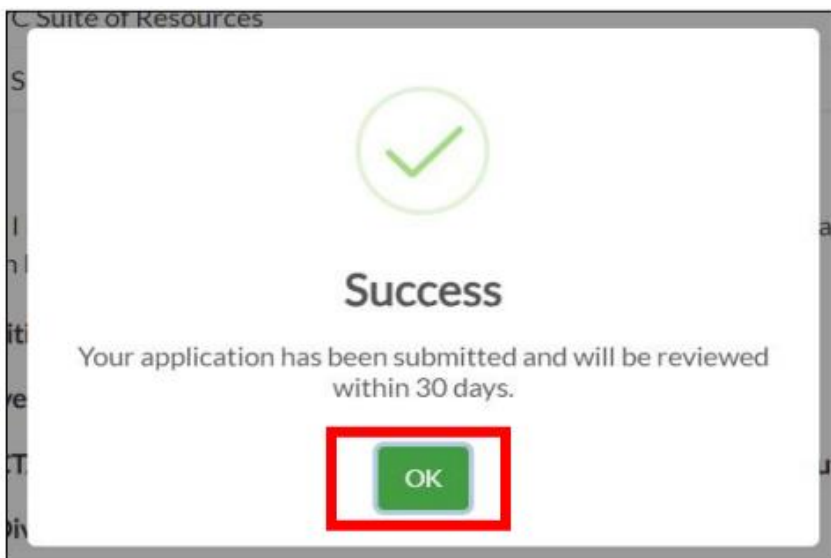 C Suite of Resources
Success
Your application has been submitted and will be reviewed
within 30 days.
OK